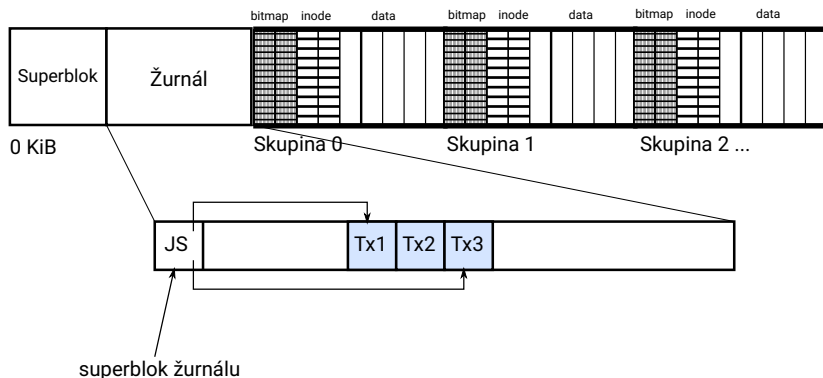 bitmap inode data bitmap inode data bitmap inode data
Superblok Žurnál
0 KiB Skupina 0 Skupina 1 Skupina 2 ...
JS Tx1 Tx2 Tx3
superblok žurnálu